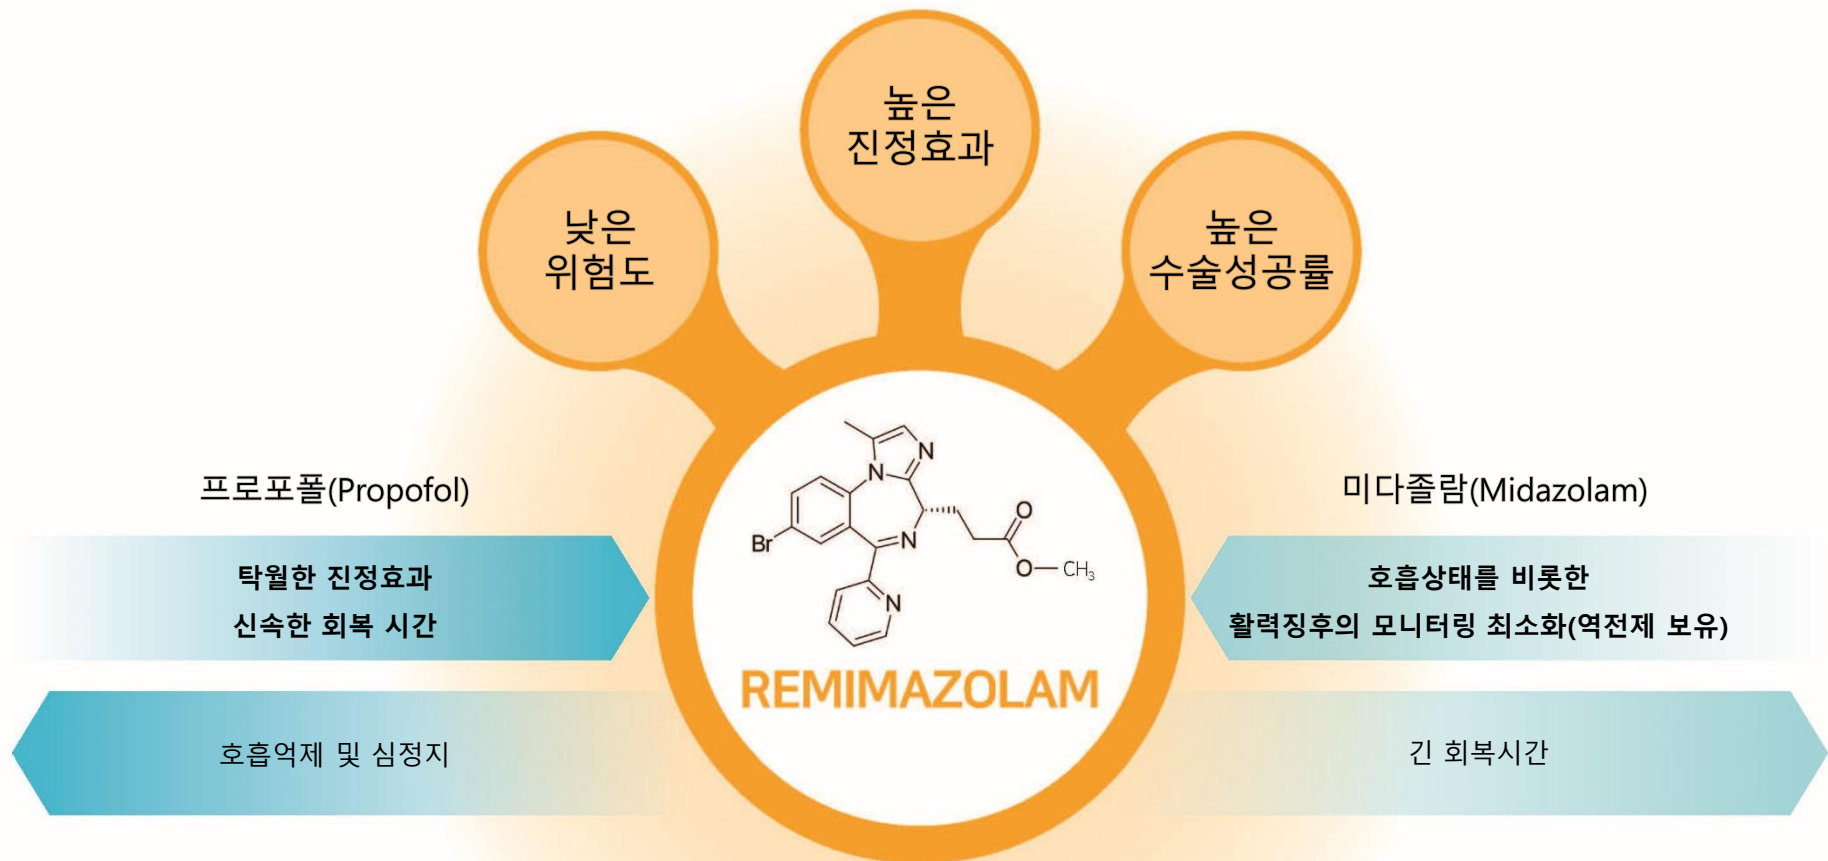 높은
진정효과
낮은
위험도
높은
수술성공률
프로포폴(Propofol)
탁월한 진정효과
신속한 회복 시간
호흡억제 및 심정지
N
N
Br
N
O
O
CH₃
N
REMIMAZOLAM
미다졸람(Midazolam)
호흡상태를 비롯한
활력징후의 모니터링 최소화(역전제 보유)
긴 회복시간